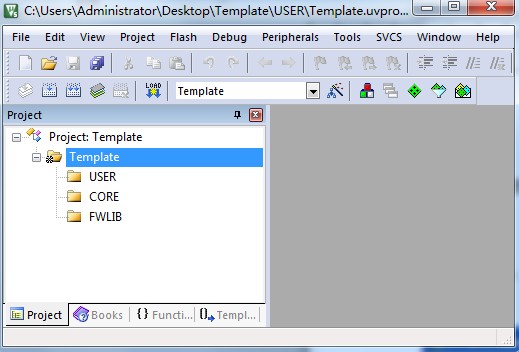 C:\Users\Administrator\Desktop\Template\USER\Template.uvpro...
File Edit View Project Flash Debug Peripherals Tools SVCS Window Help
LOAD Template
Project
Project: Template
Template
USER
CORE
FWLIB
Project Books {} Functi... Templ...